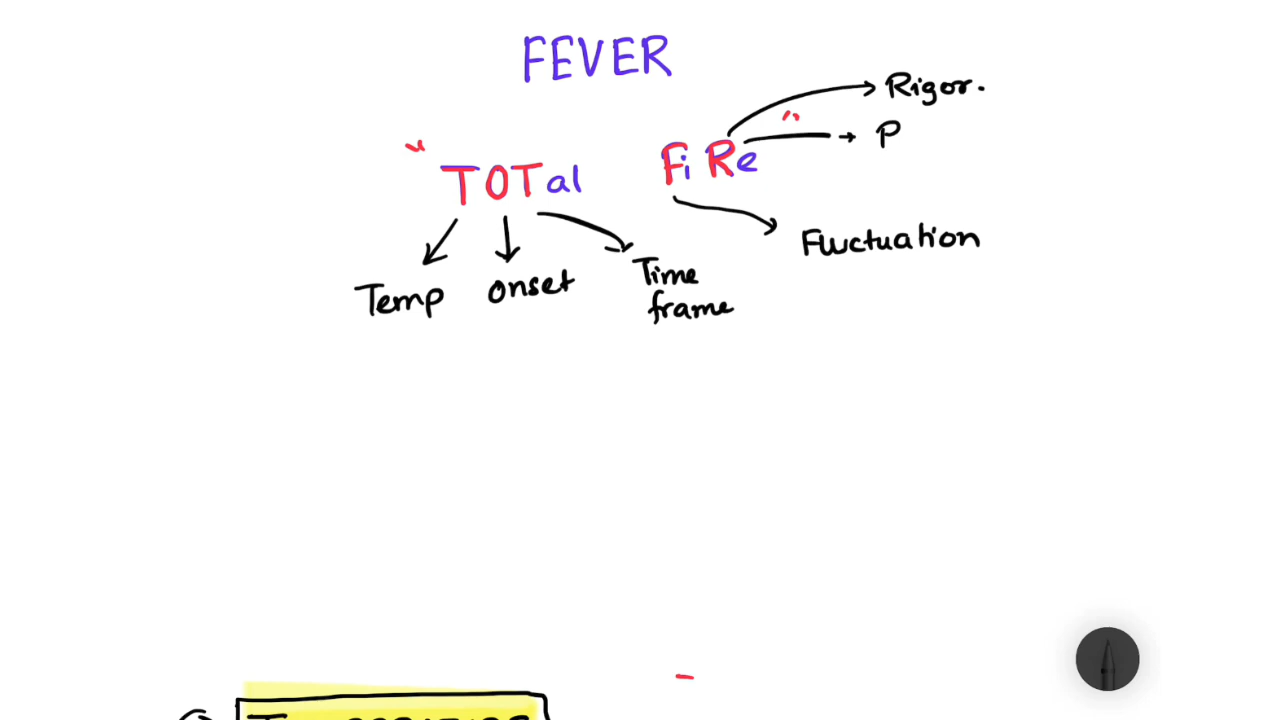 FEVER
Rigor.
P
" TOTal FiRe "
Fluctuation
Temp onset Time
frame